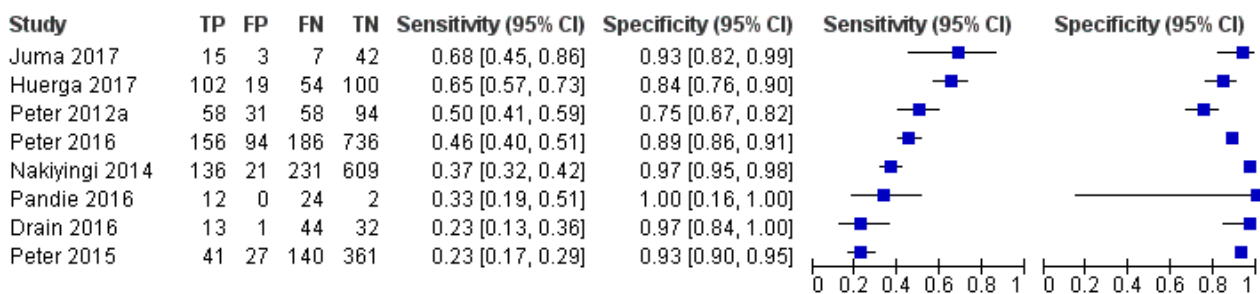 Study TP FP FN TN Sensitivity (95% CI) Specificity (95% CI) Sensitivity (95% CI) Specificity (95% CI)
Juma 2017 15 3 7 42 0.68 [0.45, 0.86] 0.93 [0.82, 0.99]
Huerga 2017 102 19 54 100 0.65 [0.57, 0.73] 0.84 [0.76, 0.90]
Peter 2012a 58 31 58 94 0.50 [0.41, 0.59] 0.75 [0.67, 0.82]
Peter 2016 156 94 186 736 0.46 [0.40, 0.51] 0.89 [0.86, 0.91]
Nakiyingi 2014 136 21 231 609 0.37 [0.32, 0.42] 0.97 [0.95, 0.98]
Pandie 2016 12 0 24 2 0.33 [0.19, 0.51] 1.00 [0.16, 1.00]
Drain 2016 13 1 44 32 0.23 [0.13, 0.36] 0.97 [0.84, 1.00]
Peter 2015 41 27 140 361 0.23 [0.17, 0.29] 0.93 [0.90, 0.95]
0 0.2 0.4 0.6 0.8 1 0 0.2 0.4 0.6 0.8 1